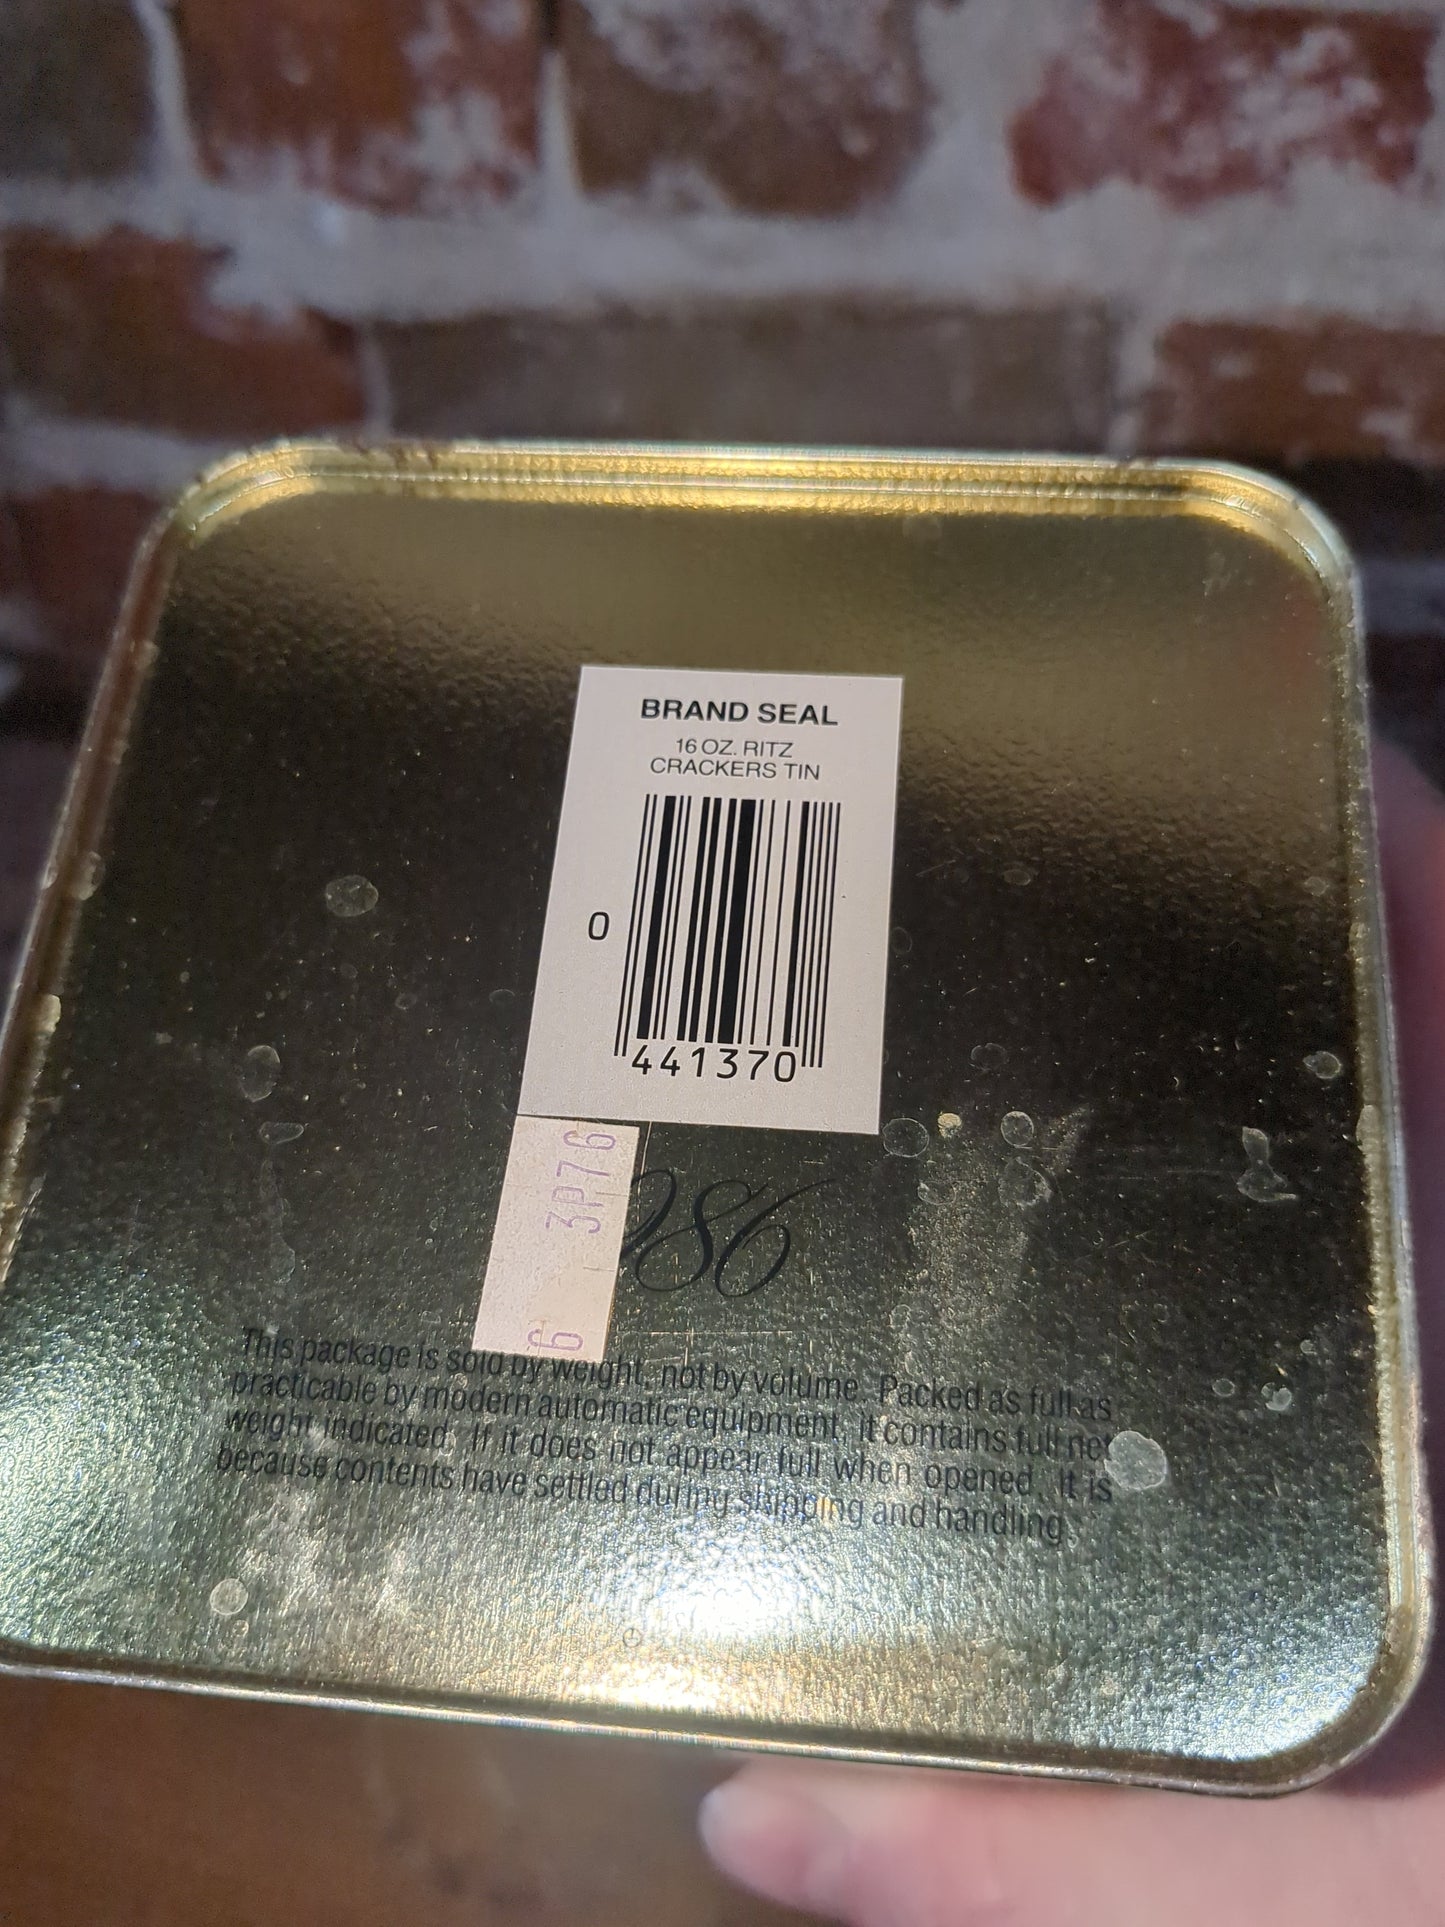 BRAND SEAL
16 OZ. RITZ
CRACKERS TIN
0
441370
6 3P76
986
This package is sold by weight, not by volume. Packed as full as
practicable by modern automatic equipment, it contains full net
weight indicated. If it does not appear full when opened. It is
because contents have settled during shipping and handling.